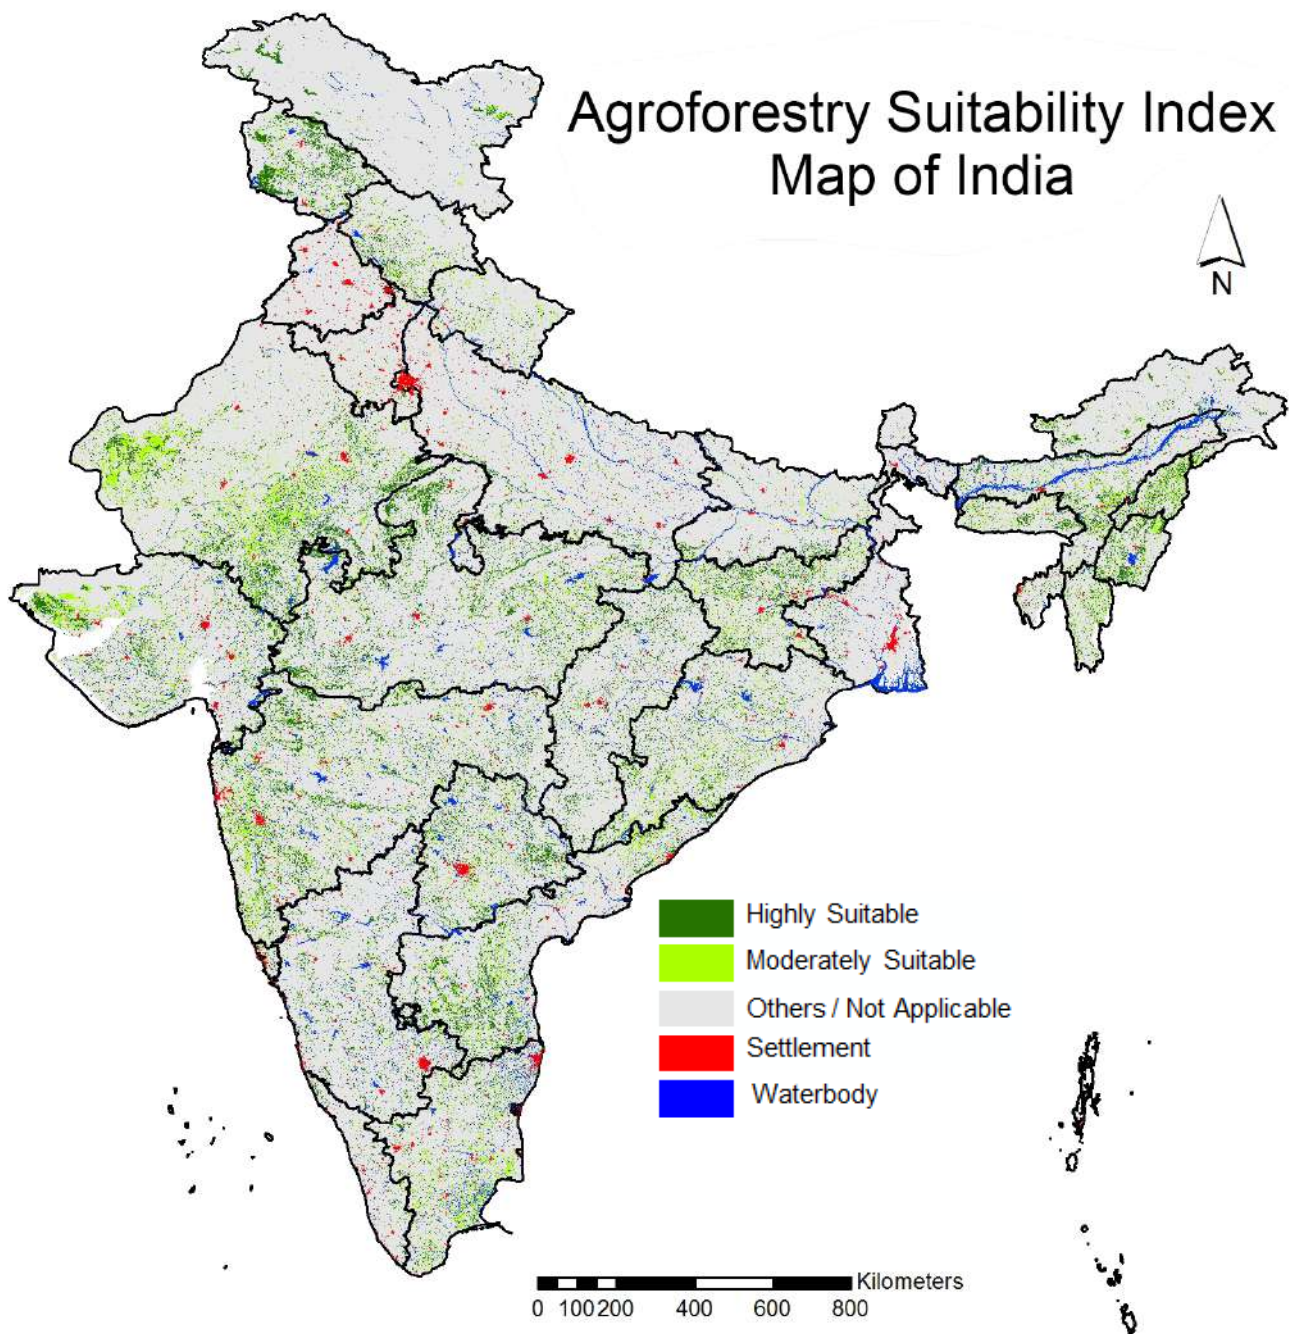 Agroforestry Suitability Index
Map of India
N
Highly Suitable
Moderately Suitable
Others / Not Applicable
Settlement
Waterbody
Kilometers
0 100 200 400 600 800